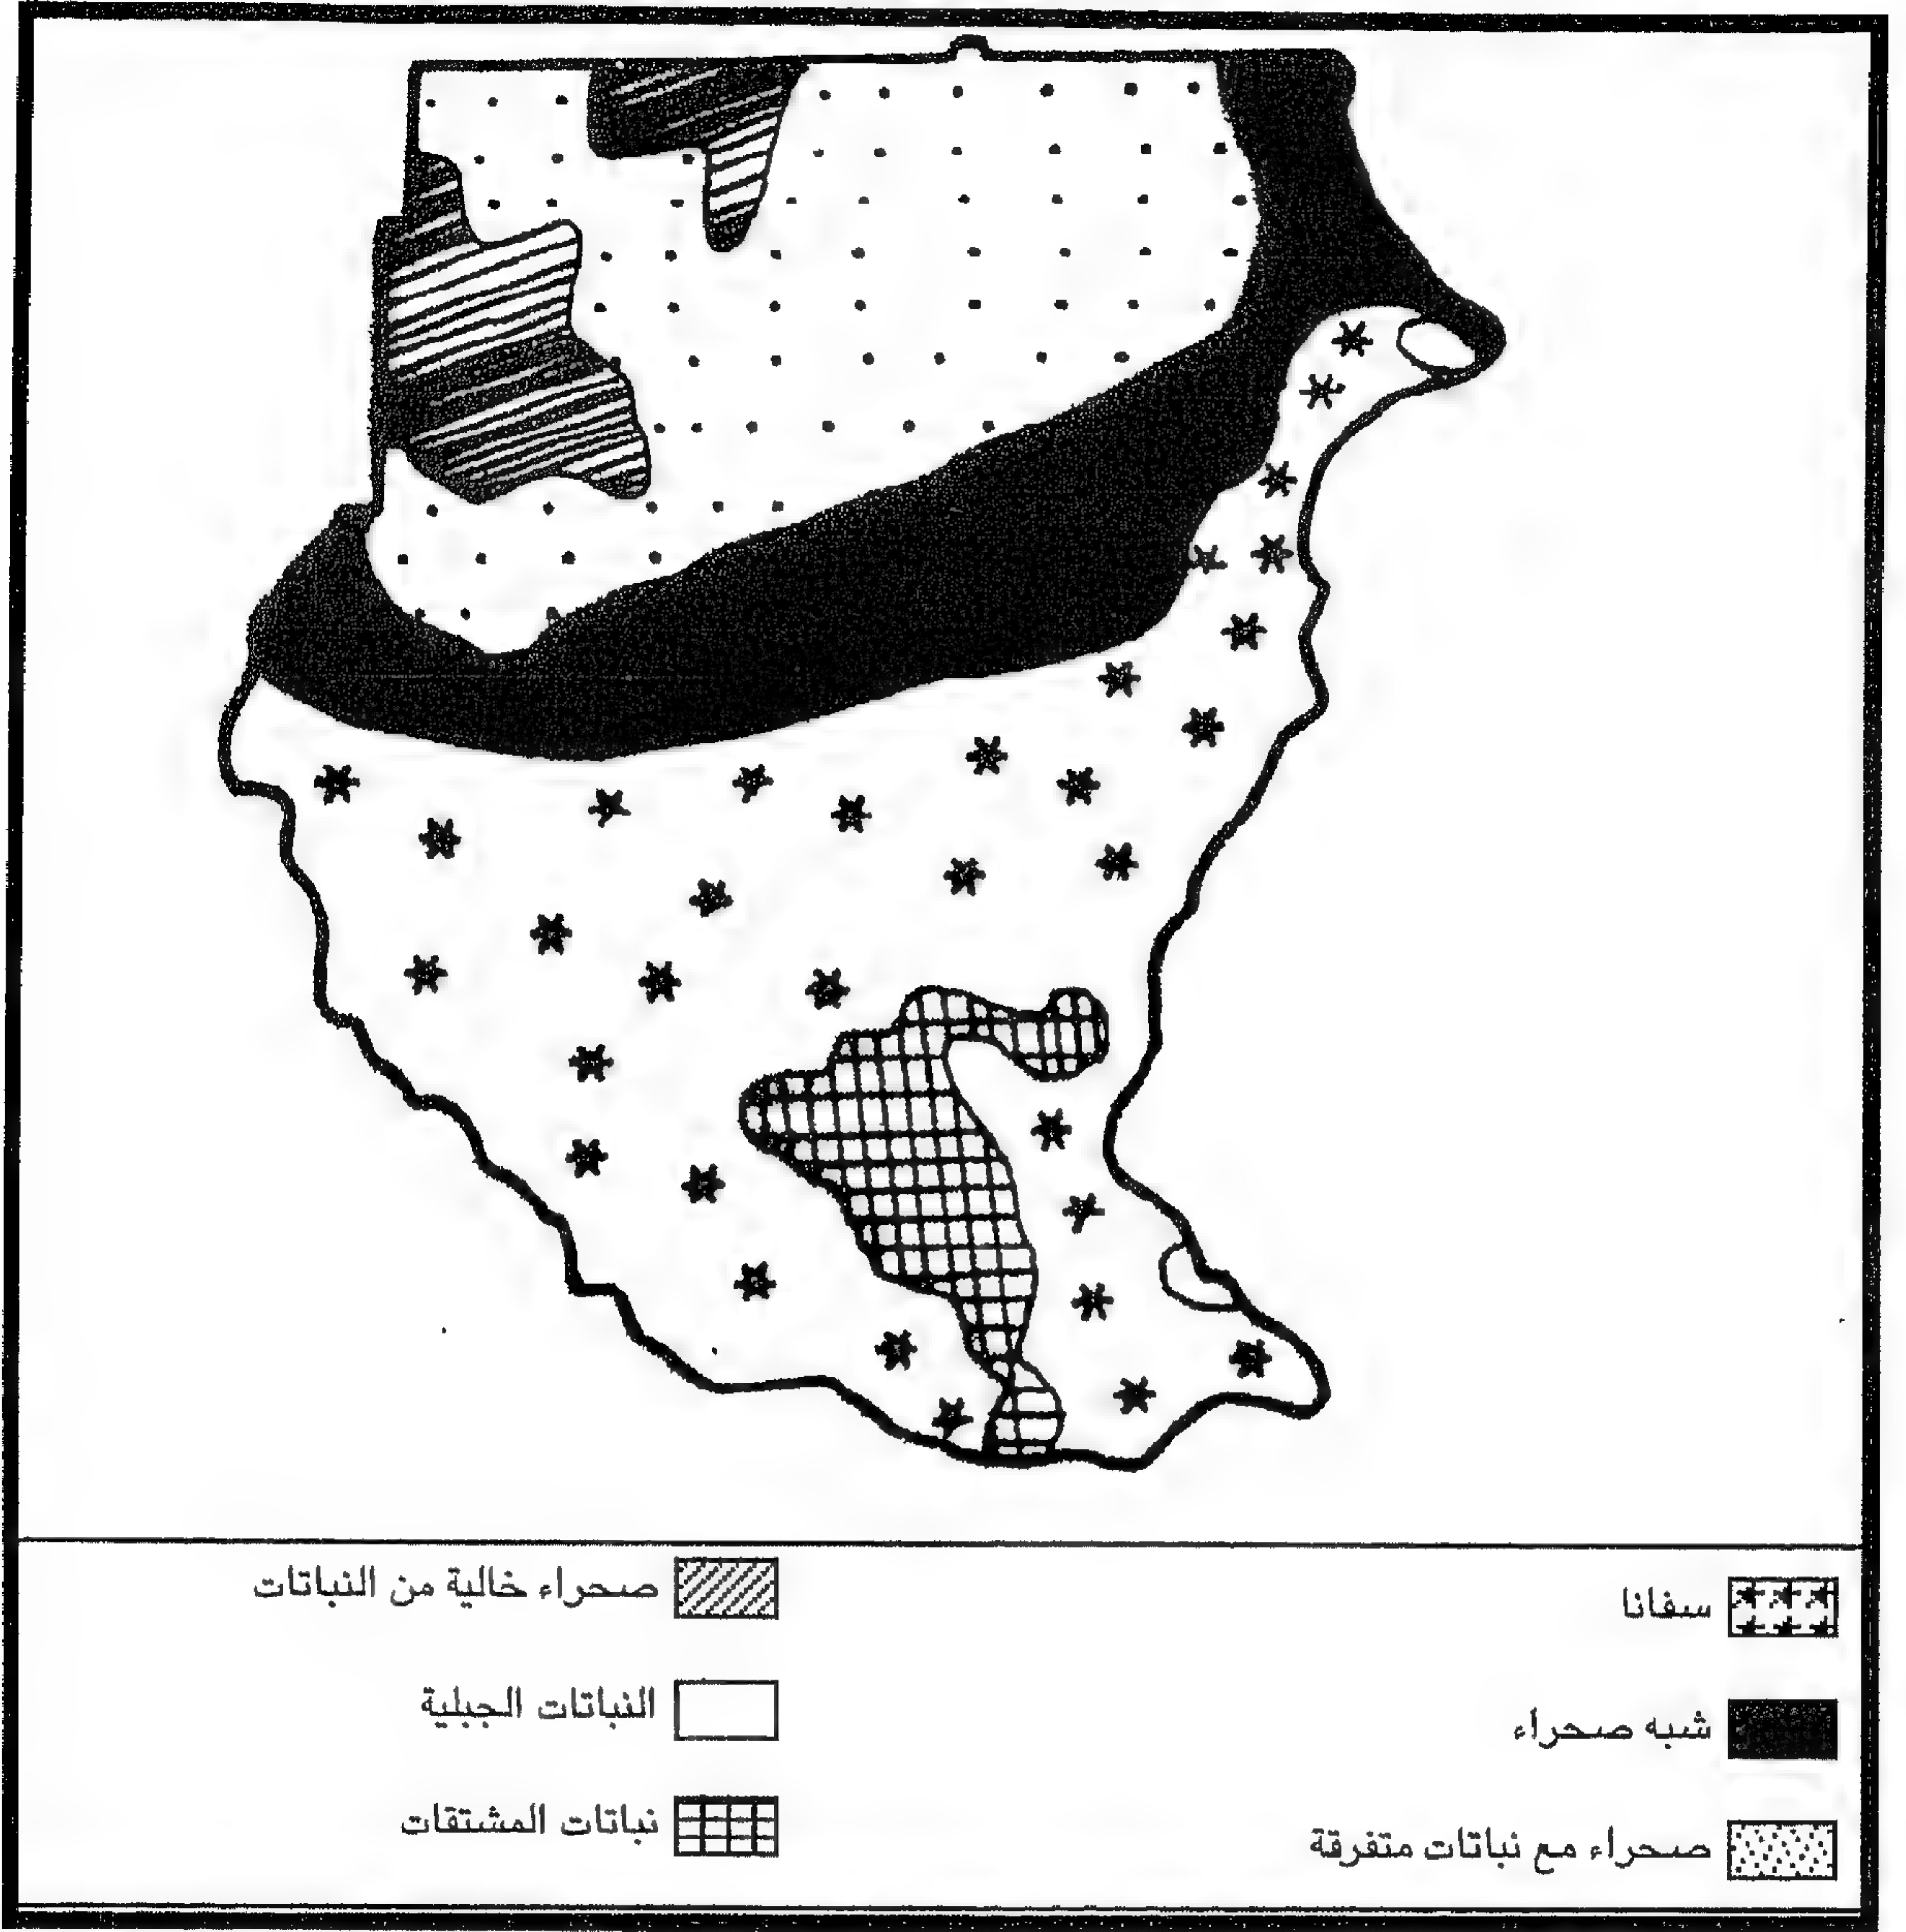 سفانا
شبه صحراء
صحراء مع نباتات متفرقة
صحراء خالية من النباتات
النباتات الجبلية
نباتات المشتقات